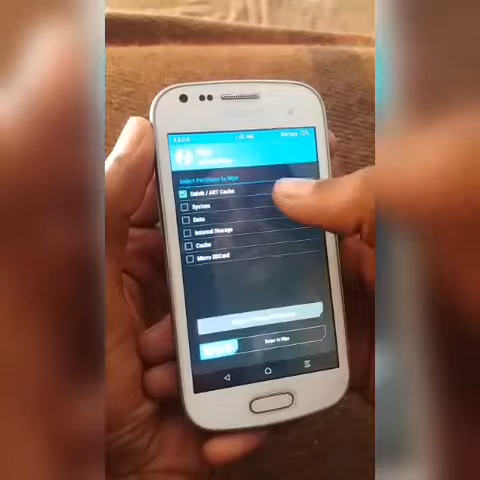 Select Partitions to Wipe
Dalvik / ART Cache
System
Data
Internal Storage
Cache
Micro SDCard
Swipe to Wipe